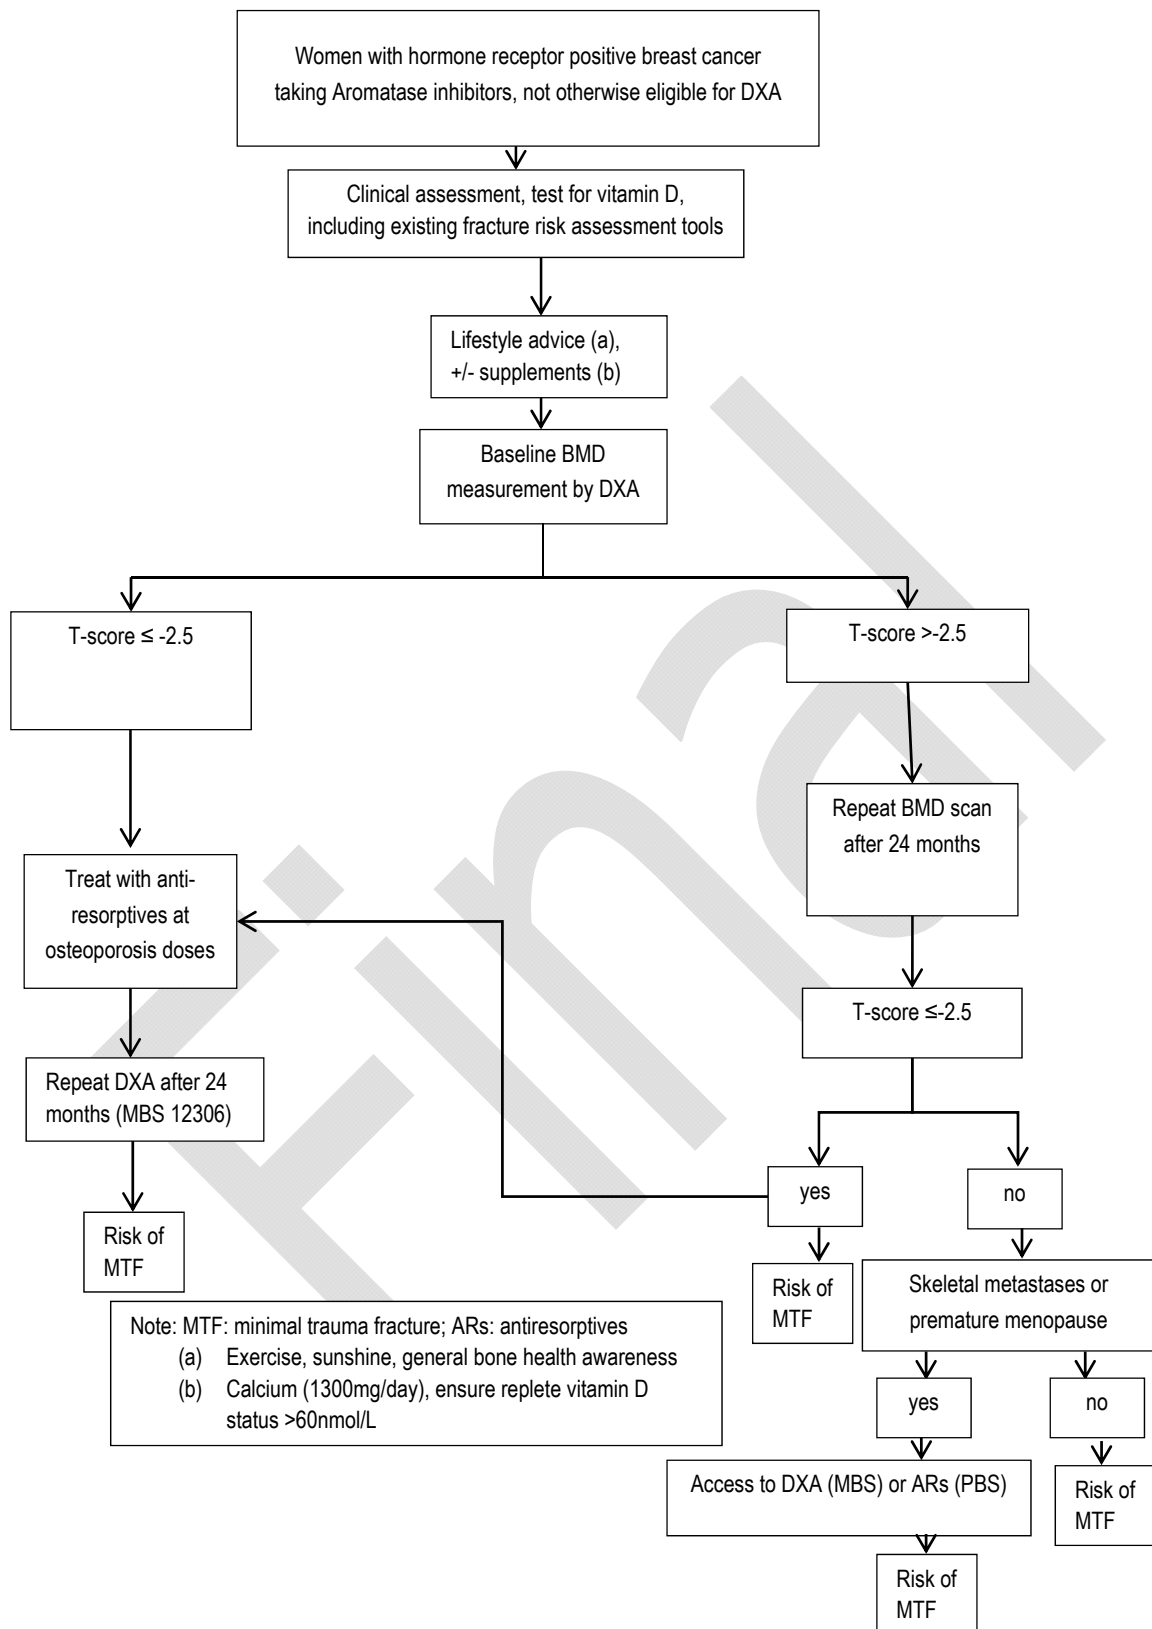 Women with hormone receptor positive breast cancer
taking Aromatase inhibitors, not otherwise eligible for DXA
Clinical assessment, test for vitamin D,
including existing fracture risk assessment tools
Lifestyle advice (a),
+/- supplements (b)
Baseline BMD
measurement by DXA
T-score ≤ -2.5
T-score >-2.5
Repeat BMD scan
after 24 months
Treat with anti-
resorptives at
osteoporosis doses
T-score ≤-2.5
Repeat DXA after 24
months (MBS 12306)
yes
no
Risk of
MTF
Risk of
MTF
Skeletal metastases or
premature menopause
Note: MTF: minimal trauma fracture; ARs: antiresorptives
(a) Exercise, sunshine, general bone health awareness
(b) Calcium (1300mg/day), ensure replete vitamin D
status >60nmol/L
yes
no
Access to DXA (MBS) or ARs (PBS)
Risk of
MTF
Risk of
MTF
Final